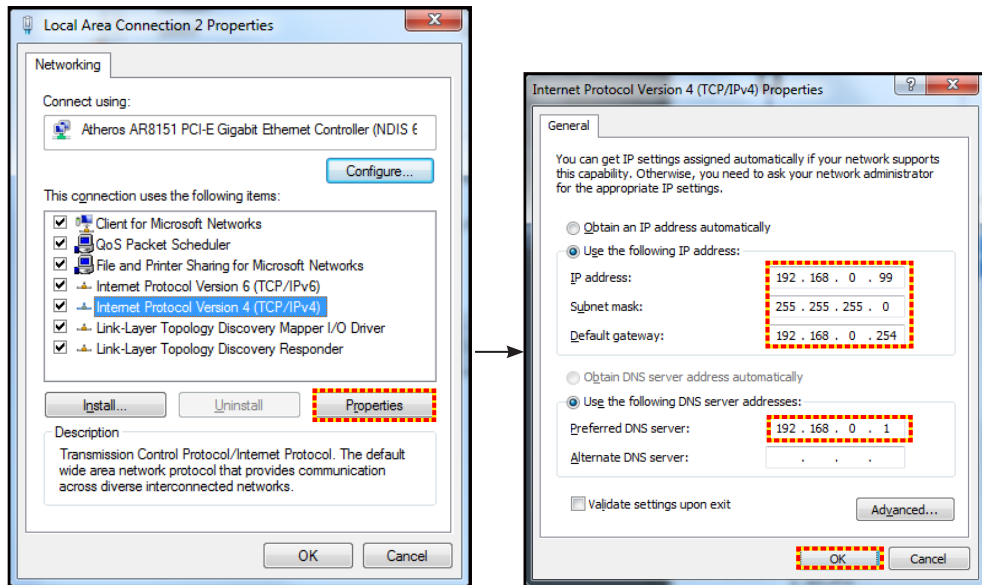 Local Area Connection 2 Properties
Networking
Connect using:
Atheros AR8151 PCI-E Gigabit Ethernet Controller (NDIS 6
Configure...
This connection uses the following items:
Client for Microsoft Networks
QoS Packet Scheduler
File and Printer Sharing for Microsoft Networks
Internet Protocol Version 6 (TCP/IPv6)
Internet Protocol Version 4 (TCP/IPv4)
Link-Layer Topology Discovery Mapper I/O Driver
Link-Layer Topology Discovery Responder
Install...
Uninstall
Properties
Description
Transmission Control Protocol/Internet Protocol. The default
wide area network protocol that provides communication
across diverse interconnected networks.
OK
Cancel
Internet Protocol Version 4 (TCP/IPv4) Properties
?
General
You can get IP settings assigned automatically if your network supports
this capability. Otherwise, you need to ask your network administrator
for the appropriate IP settings.
Obtain an IP address automatically
Use the following IP address:
IP address: 192 . 168 . 0 . 99
Subnet mask: 255 . 255 . 255 . 0
Default gateway: 192 . 168 . 0 . 254
Obtain DNS server address automatically
Use the following DNS server addresses:
Preferred DNS server: 192 . 168 . 0 . 1
Alternate DNS server: . . .
Validate settings upon exit
Advanced...
OK
Cancel